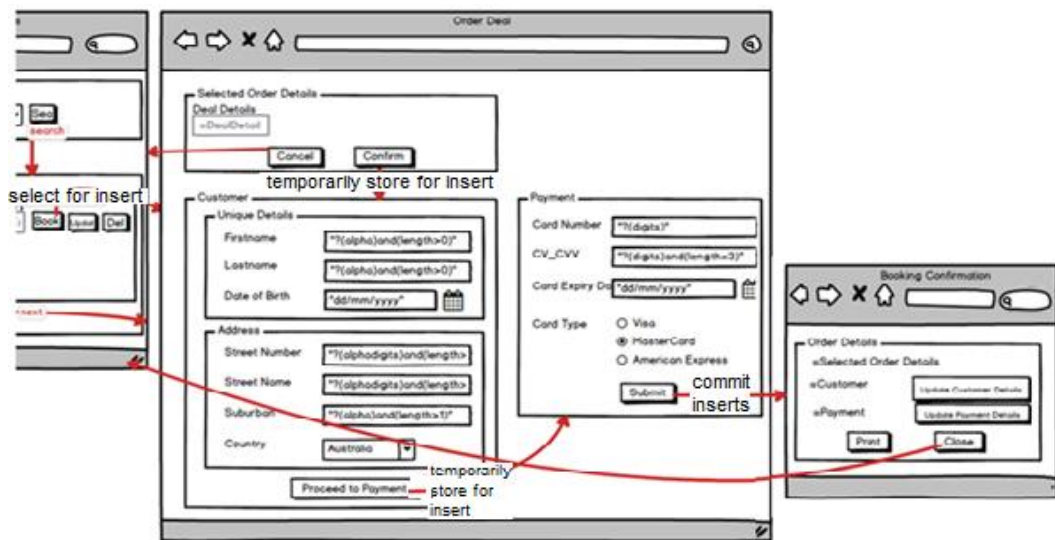 Order Deal
Sea
search
select for insert
Book Updat Del
next
Selected Order Details
Deal Details
=DealDetail
Cancel Confirm
temporarily store for insert
Customer
Unique Details
Firstname "?(alpha)and(length>0)"
Lastname "?(alpha)and(length>0)"
Date of Birth "dd/mm/yyyy"
Address
Street Number "?(alphadigits)and(length>
Street Name "?(alphadigits)and(length>
Suburban "?(alpha)and(length>1)"
Country Australia
Proceed to Payment
temporarily
store for
insert
Payment
Card Number "?(digits)"
CV_CVV "?(digits)and(length=3)"
Card Expiry Da "dd/mm/yyyy"
Card Type Visa
MasterCard
American Express
Submit
commit
inserts
Booking Confirmation
Order Details
=Selected Order Details
=Customer Update Customer Details
=Payment Update Payment Details
Print Close